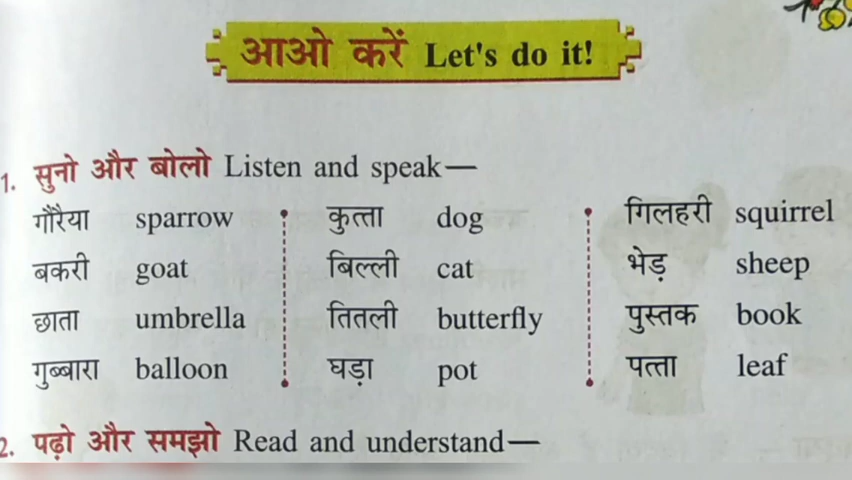 आओ करें Let's do it!
1. सुनो और बोलो Listen and speak—
गौरैया sparrow कुत्ता dog गिलहरी squirrel
बकरी goat बिल्ली cat भेड़ sheep
छाता umbrella तितली butterfly पुस्तक book
गुब्बारा balloon घड़ा pot पत्ता leaf
2. पढ़ो और समझो Read and understand—